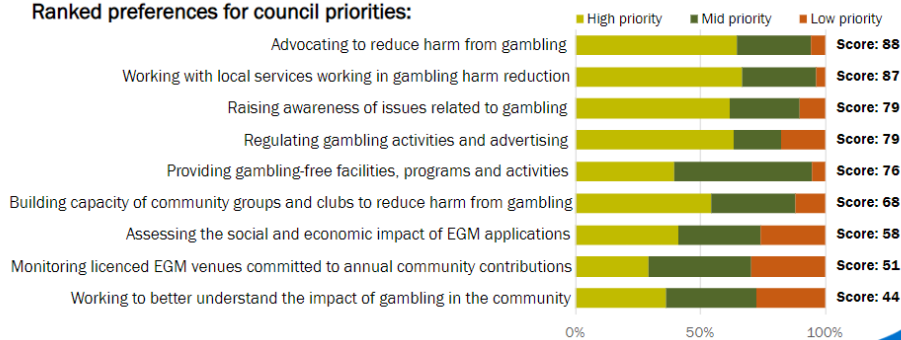 Ranked preferences for council priorities:
High priority Mid priority Low priority
Advocating to reduce harm from gambling Score: 88
Working with local services working in gambling harm reduction Score: 87
Raising awareness of issues related to gambling Score: 79
Regulating gambling activities and advertising Score: 79
Providing gambling-free facilities, programs and activities Score: 76
Building capacity of community groups and clubs to reduce harm from gambling Score: 68
Assessing the social and economic impact of EGM applications Score: 58
Monitoring licenced EGM venues committed to annual community contributions Score: 51
Working to better understand the impact of gambling in the community Score: 44
0% 50% 100%